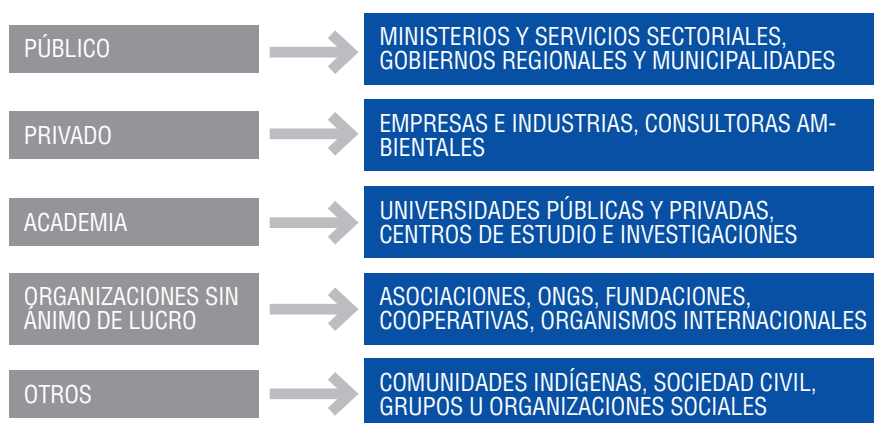 PÚBLICO
MINISTERIOS Y SERVICIOS SECTORIALES,
GOBIERNOS REGIONALES Y MUNICIPALIDADES
PRIVADO
EMPRESAS E INDUSTRIAS, CONSULTORAS AM-
BIENTALES
ACADEMIA
UNIVERSIDADES PÚBLICAS Y PRIVADAS,
CENTROS DE ESTUDIO E INVESTIGACIONES
ORGANIZACIONES SIN
ÁNIMO DE LUCRO
ASOCIACIONES, ONGS, FUNDACIONES,
COOPERATIVAS, ORGANISMOS INTERNACIONALES
OTROS
COMUNIDADES INDÍGENAS, SOCIEDAD CIVIL,
GRUPOS U ORGANIZACIONES SOCIALES